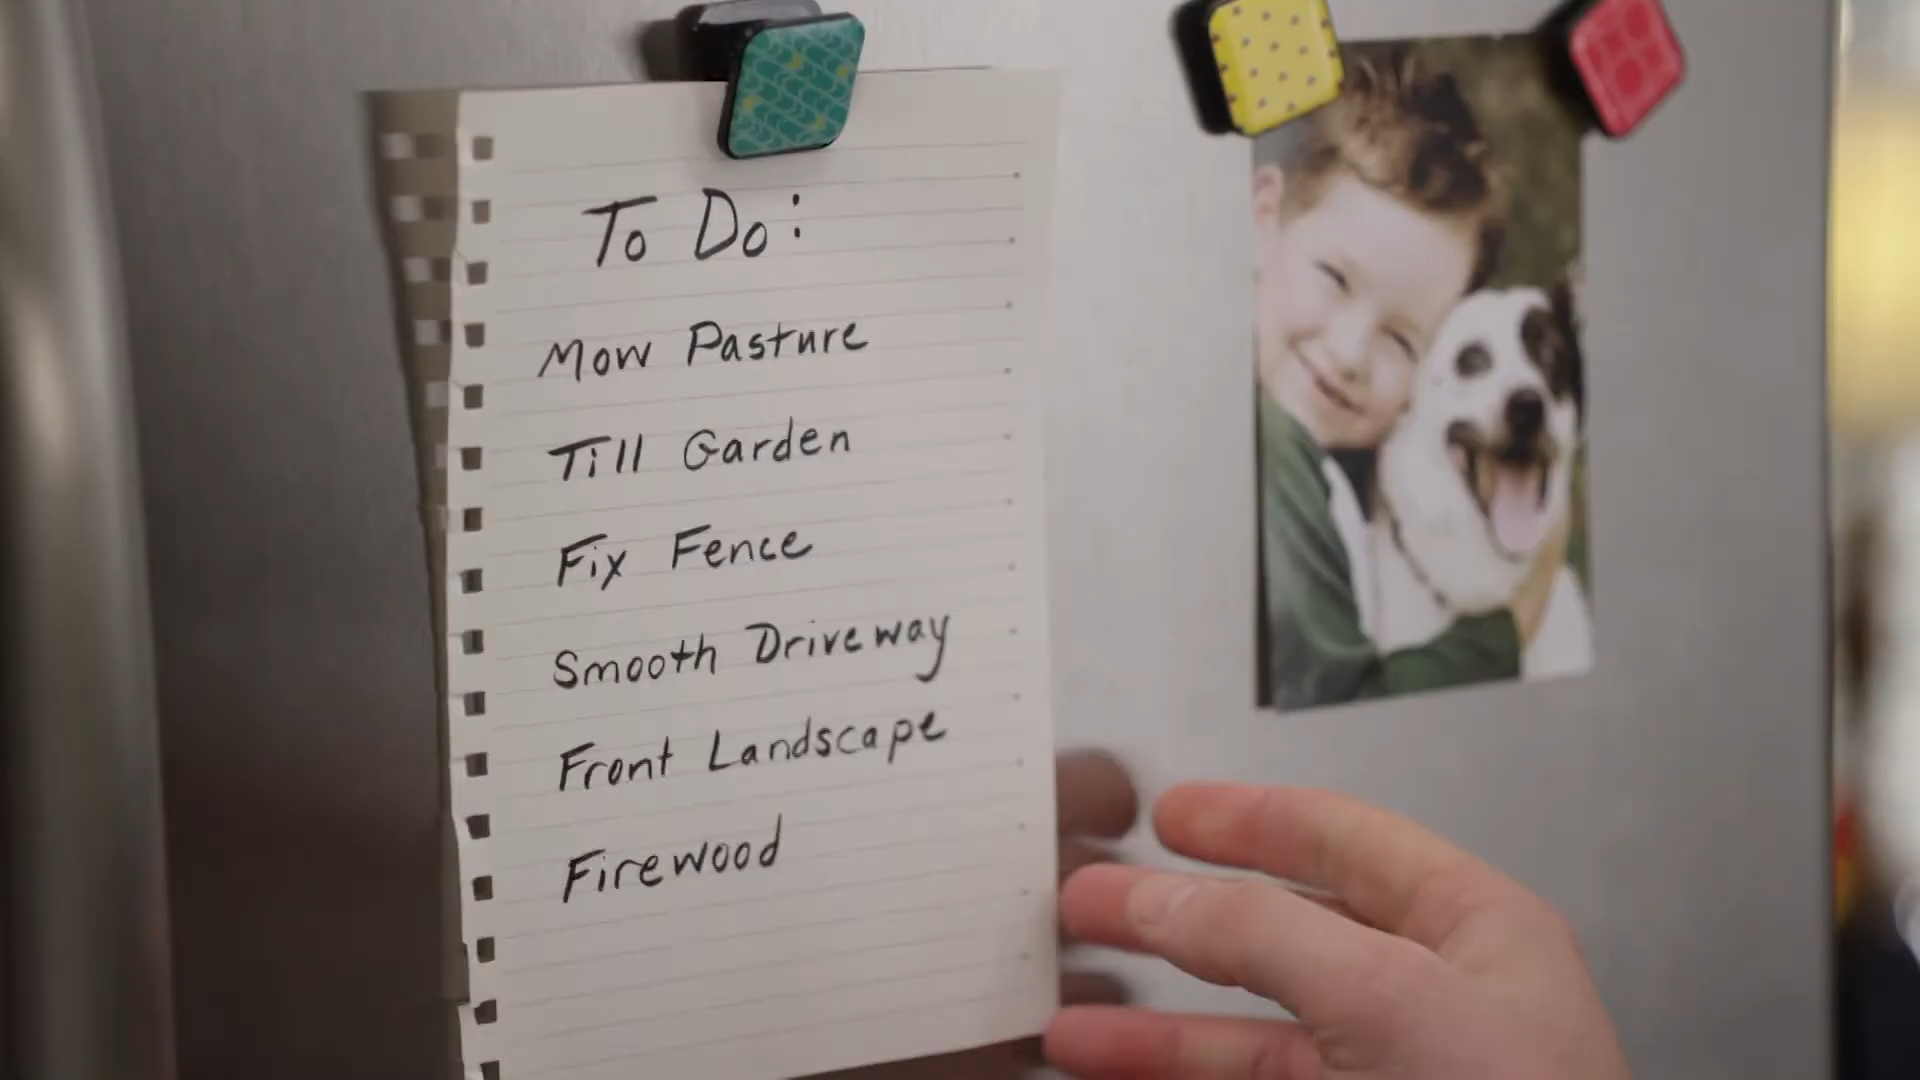 To Do:
Mow Pasture
Till Garden
Fix Fence
Smooth Driveway
Front Landscape
Firewood